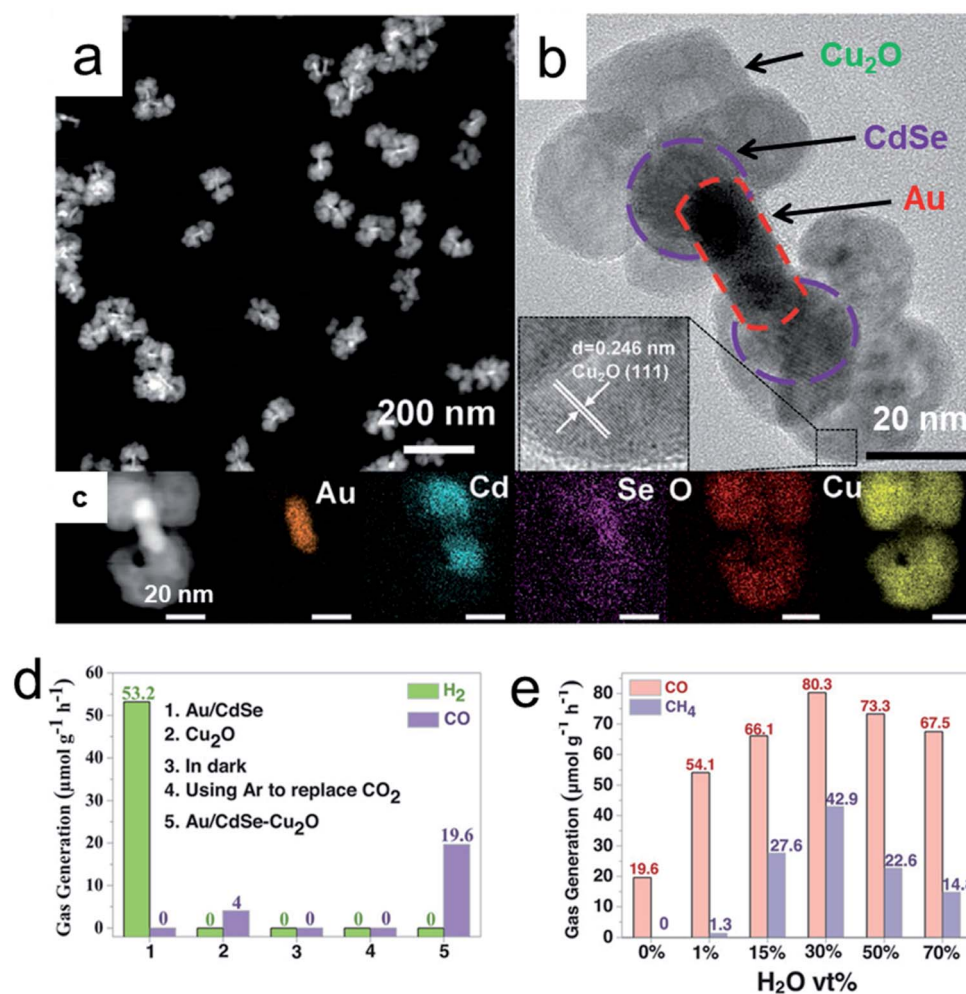 a
200 nm
b
Cu₂O
CdSe
Au
d=0.246 nm
Cu₂O (111)
20 nm
c
20 nm
Au
Cd
Se
O
Cu
d
Gas Generation (μmol g⁻¹ h⁻¹)
60
50
40
30
20
10
0
53.2
0
0
4
0
0
0
0
0
19.6
1. Au/CdSe
2. Cu₂O
3. In dark
4. Using Ar to replace CO₂
5. Au/CdSe-Cu₂O
H₂
CO
1 2 3 4 5
e
Gas Generation (μmol g⁻¹ h⁻¹)
80
70
60
50
40
30
20
10
0
CO
CH₄
19.6
0
54.1
1.3
66.1
27.6
80.3
42.9
73.3
22.6
67.5
0% 1% 15% 30% 50% 70%
H₂O vt%